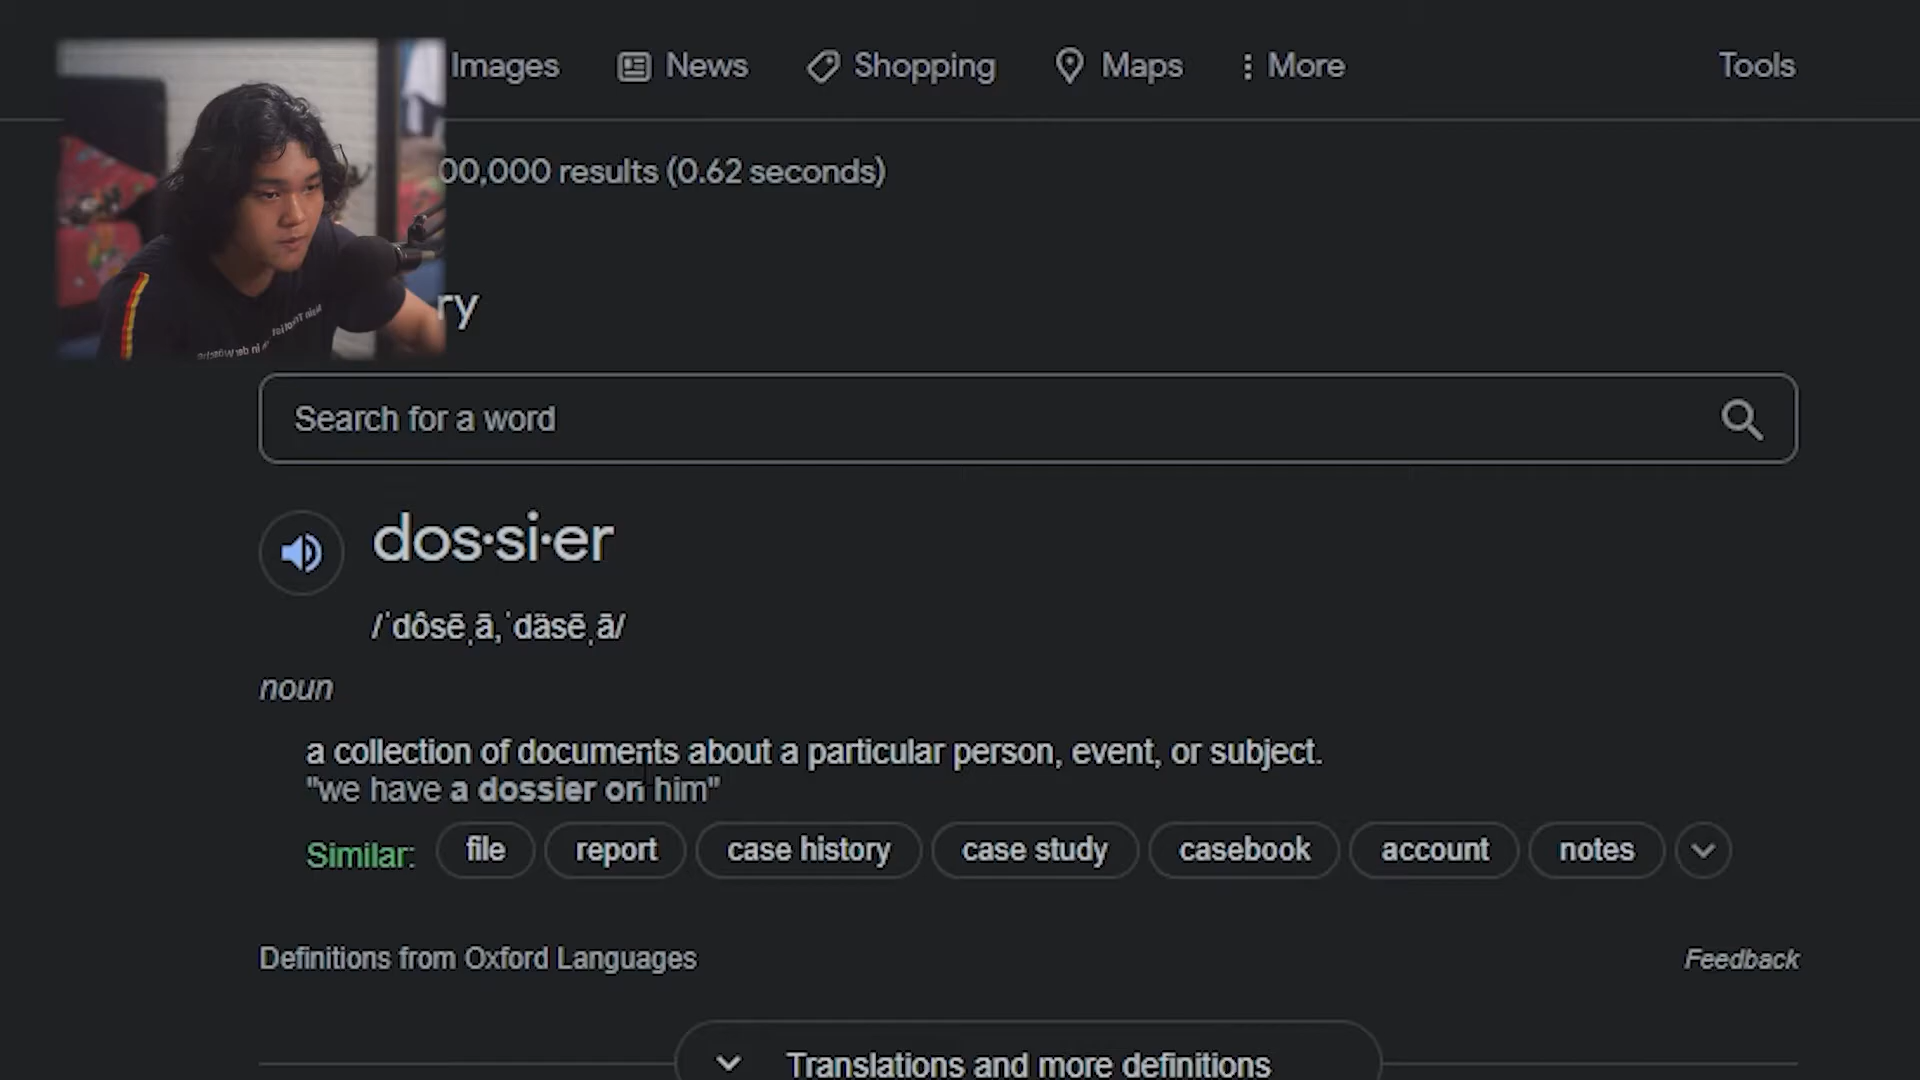 Images News Shopping Maps More Tools
00,000 results (0.62 seconds)
ry
Search for a word
dos·si·er
/ˈdôsēˌā,ˈdäsēˌā/
noun
a collection of documents about a particular person, event, or subject.
"we have a dossier on him"
Similar: file report case history case study casebook account notes
Definitions from Oxford Languages Feedback
Translations and more definitions